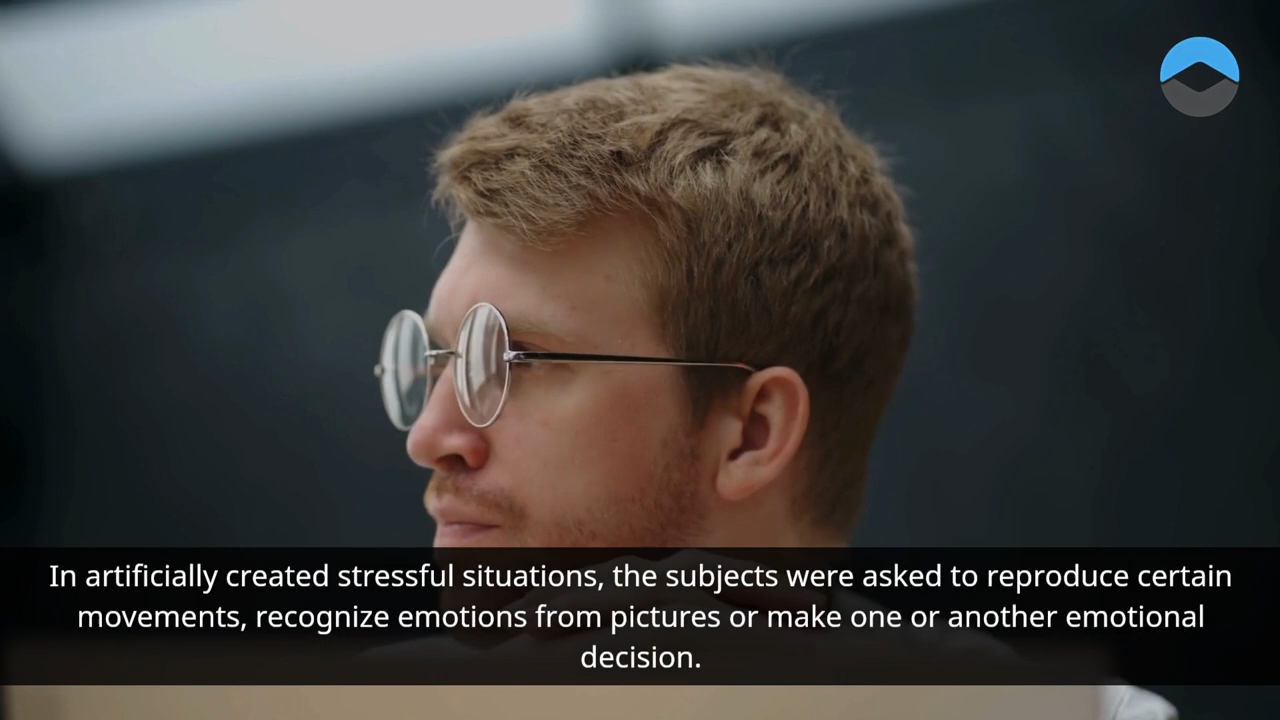 In artificially created stressful situations, the subjects were asked to reproduce certain
movements, recognize emotions from pictures or make one or another emotional
decision.